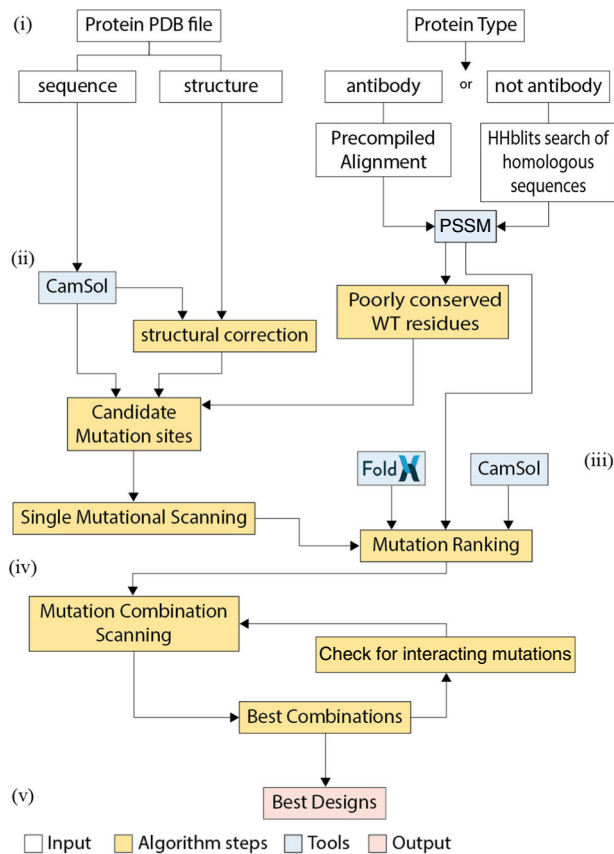 (i)
Protein PDB file
Protein Type
sequence
structure
antibody
or
not antibody
Precompiled
Alignment
HHblits search of
homologous
sequences
PSSM
(ii)
CamSol
Poorly conserved
WT residues
structural correction
Candidate
Mutation sites
FoldX
CamSol
(iii)
Single Mutational Scanning
Mutation Ranking
(iv)
Mutation Combination
Scanning
Check for interacting mutations
Best Combinations
(v)
Best Designs
Input
Algorithm steps
Tools
Output